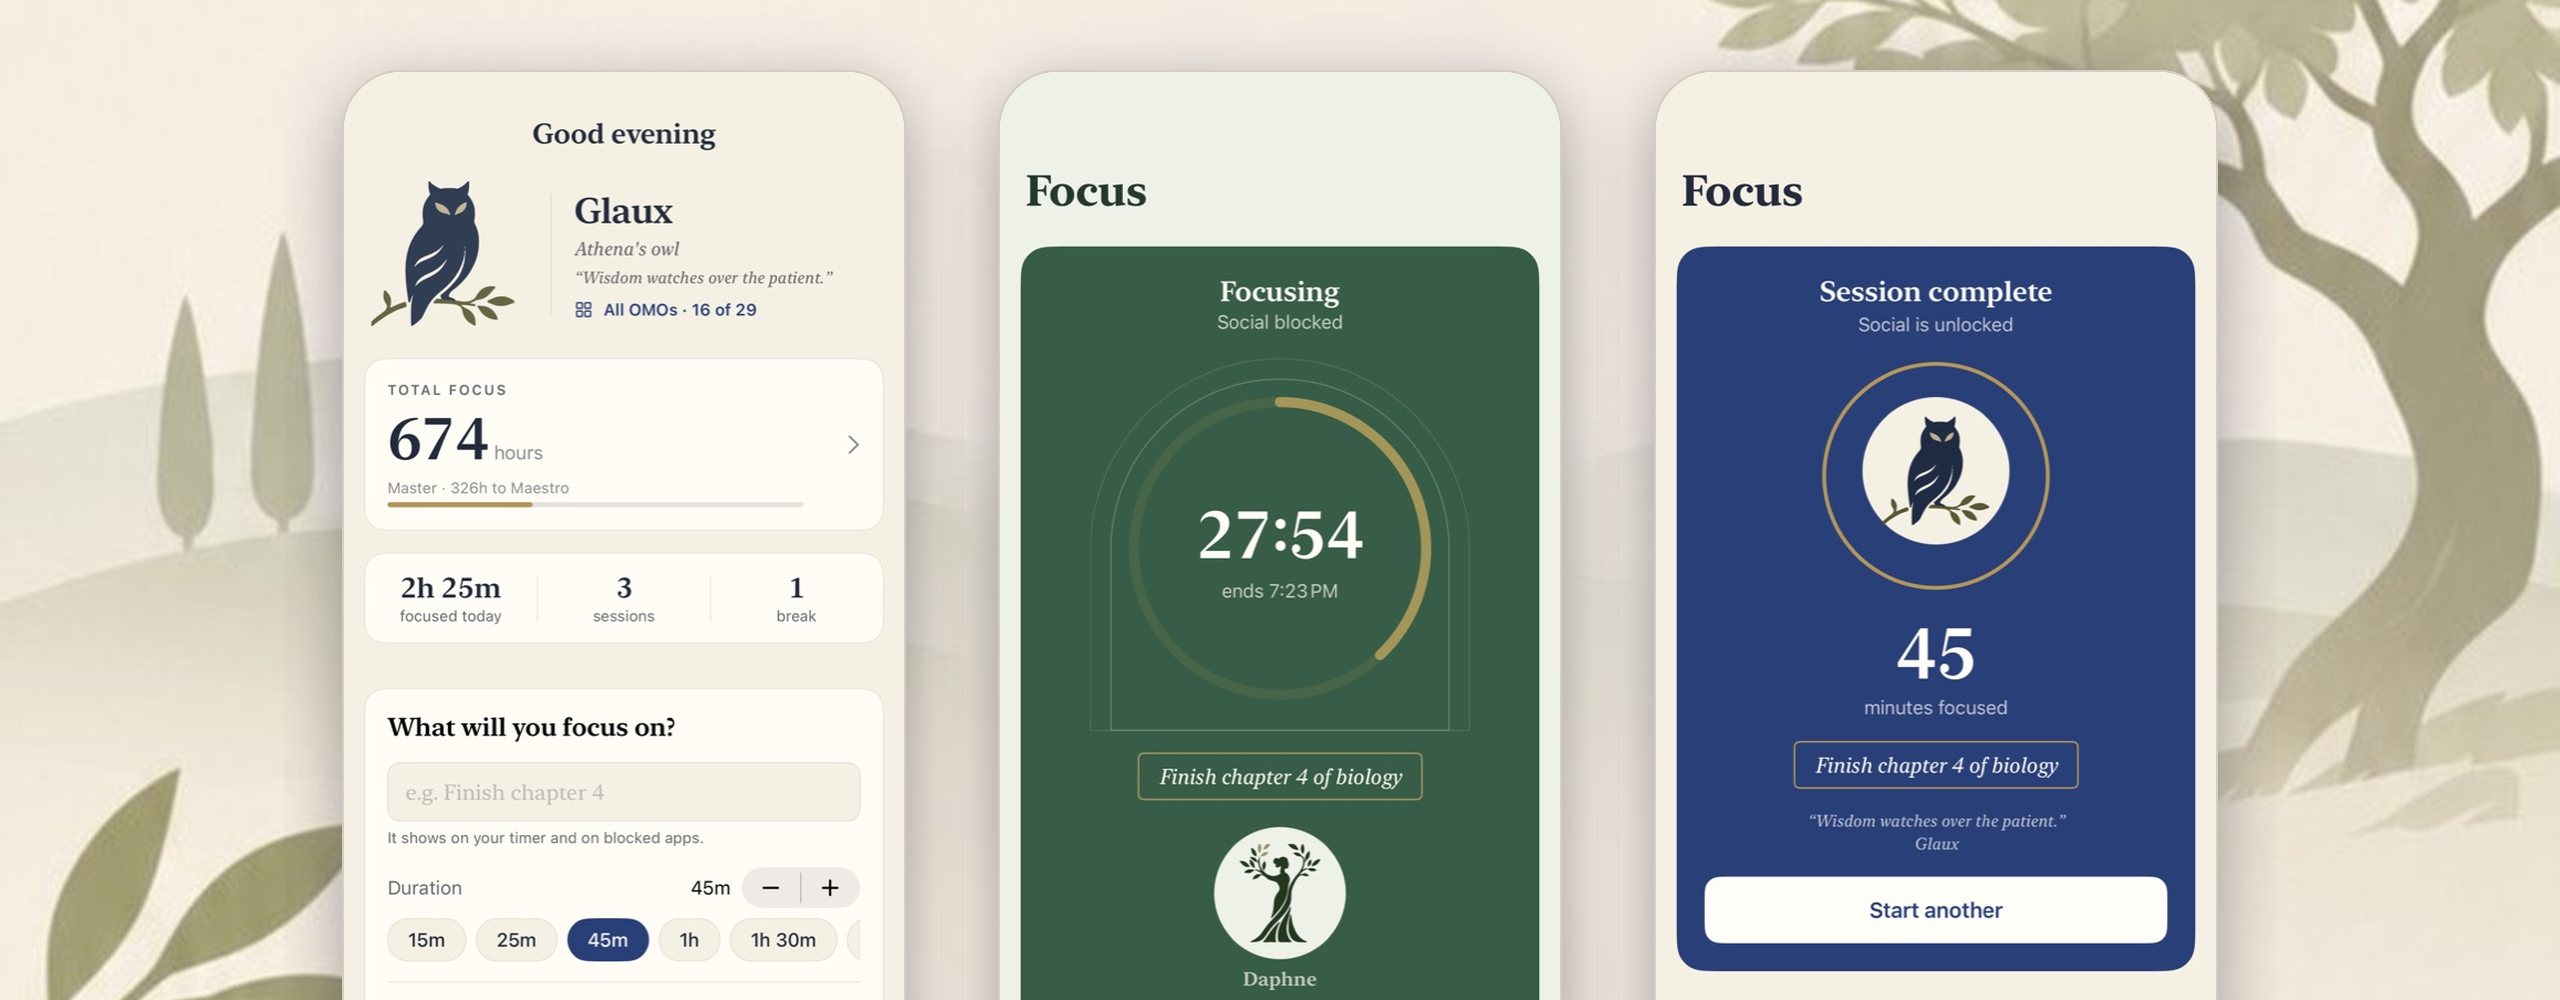 Good evening
Glaux
Athena's owl
“Wisdom watches over the patient.”
All OMOs · 16 of 29
TOTAL FOCUS
674 hours
Master · 326h to Maestro
2h 25m
focused today
3
sessions
1
break
What will you focus on?
e.g. Finish chapter 4
It shows on your timer and on blocked apps.
Duration 45m − +
15m 25m 45m 1h 1h 30m
Focus
Focusing
Social blocked
27:54
ends 7:23 PM
Finish chapter 4 of biology
Daphne
Focus
Session complete
Social is unlocked
45
minutes focused
Finish chapter 4 of biology
“Wisdom watches over the patient.”
Glaux
Start another